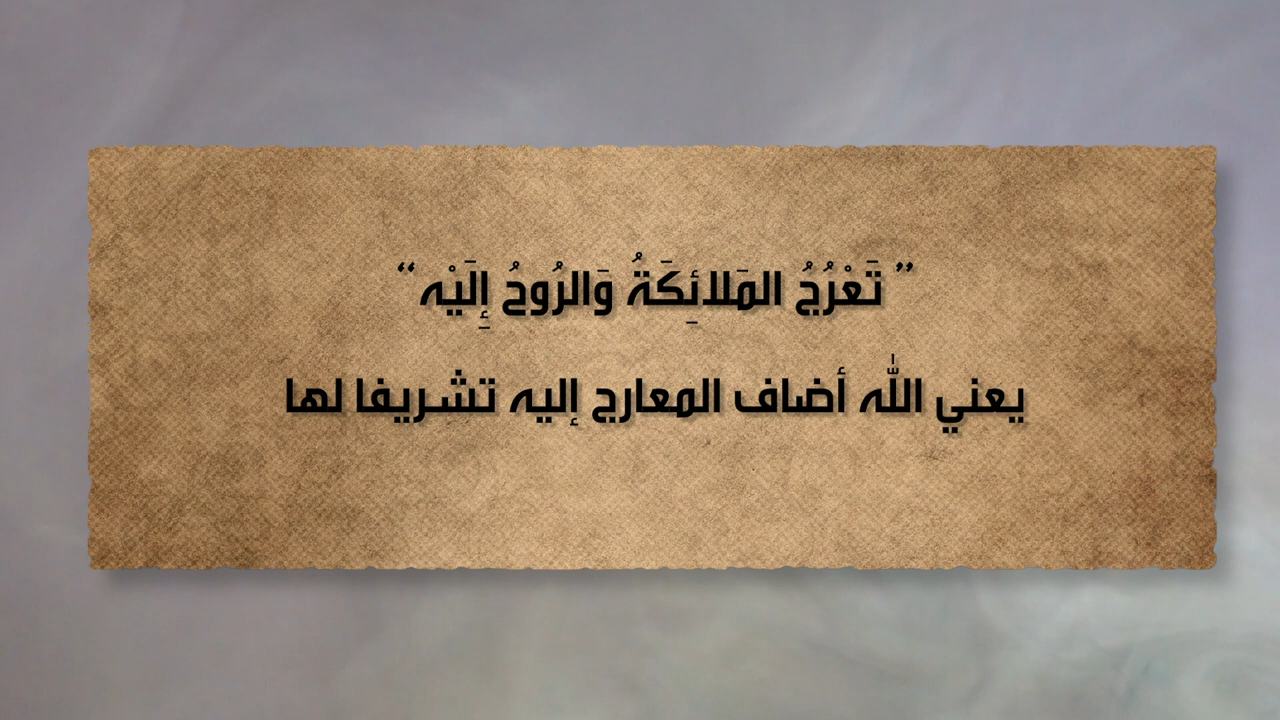 ” تَعْرُجُ المَلائِكَةُ وَالرُوحُ إِلَيْه “
يعني اللّٰه أضاف المعارج إليه تشريفا لها